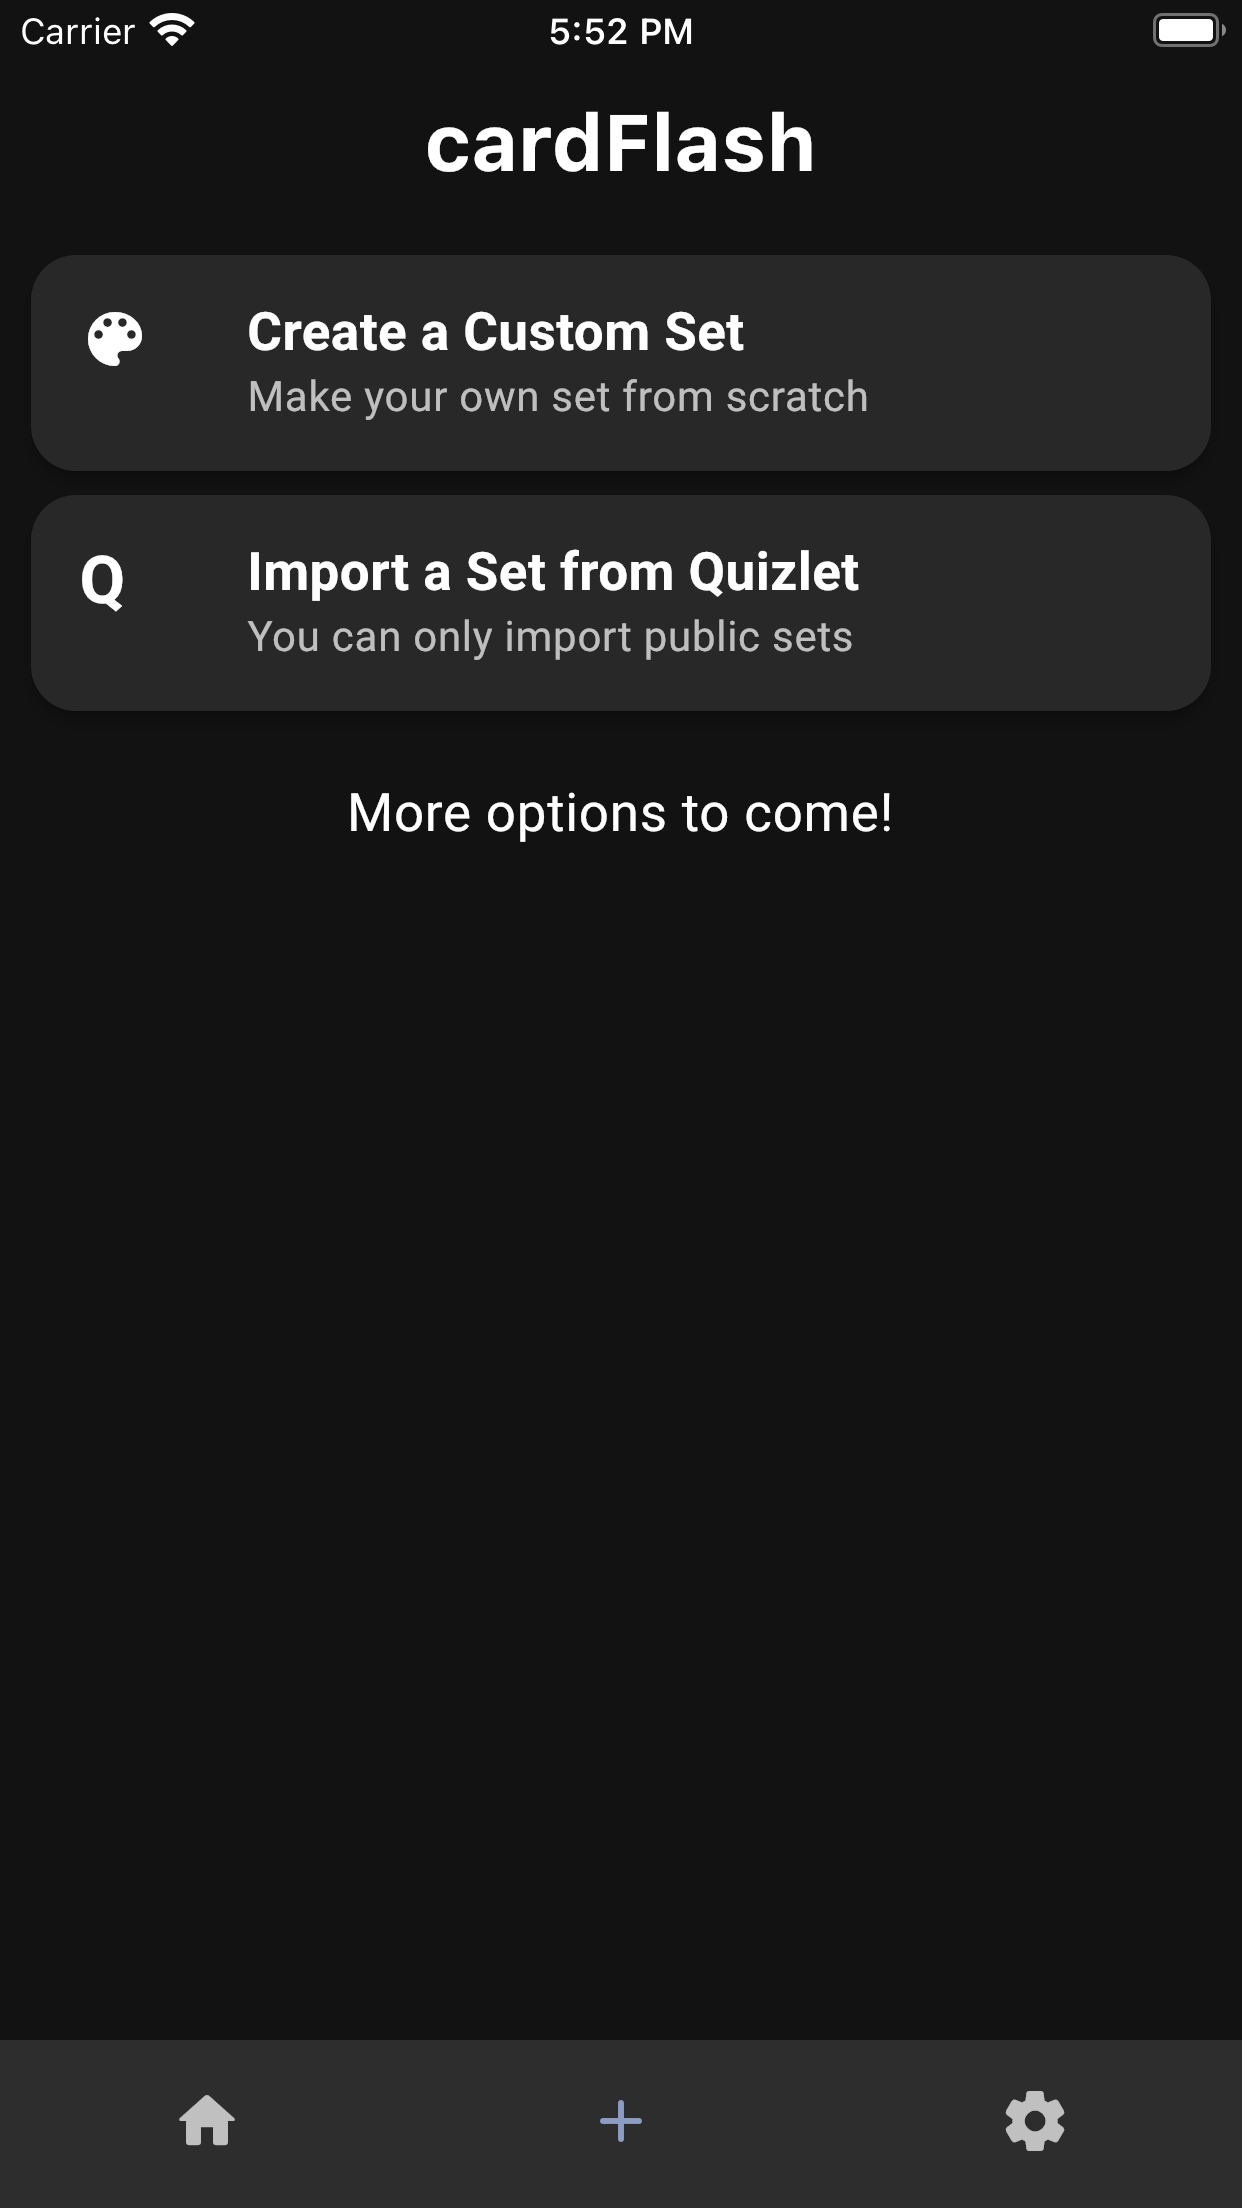 Carrier 5:52 PM
cardFlash
Create a Custom Set
Make your own set from scratch
Q Import a Set from Quizlet
You can only import public sets
More options to come!